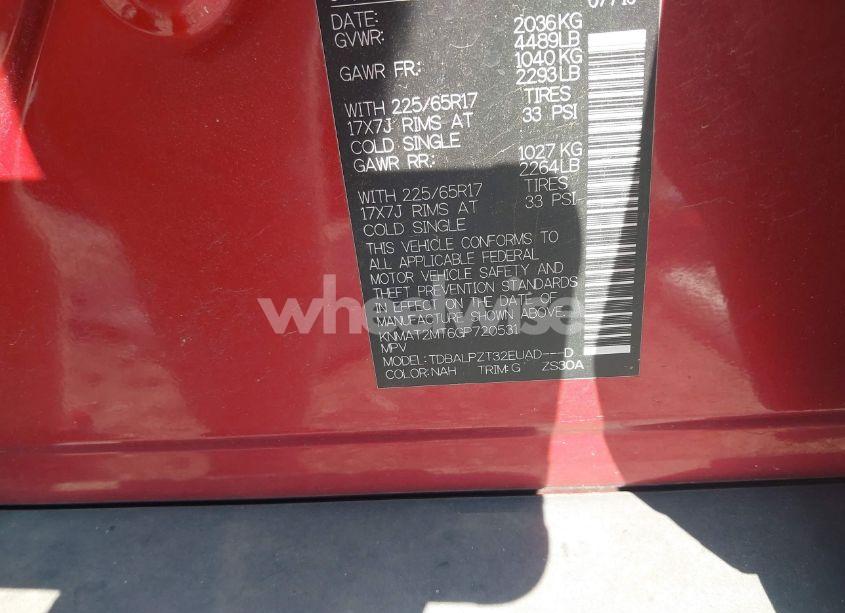 DATE:
GVWR: 2036KG
4489LB
GAWR FR: 1040KG
2293LB
WITH 225/65R17 TIRES
17X7J RIMS AT 33 PSI
COLD SINGLE
GAWR RR: 1027 KG
2264LB
WITH 225/65R17 TIRES
17X7J RIMS AT 33 PSI
COLD SINGLE
THIS VEHICLE CONFORMS TO
ALL APPLICABLE FEDERAL
MOTOR VEHICLE SAFETY AND
THEFT PREVENTION STANDARDS
IN EFFECT ON THE DATE OF
MANUFACTURE SHOWN ABOVE.
KNMAT2MT6GP720531
MPV
MODEL: TDBALPZT32EUAD---D
COLOR: NAH TRIM: G ZS30A
wheelwise